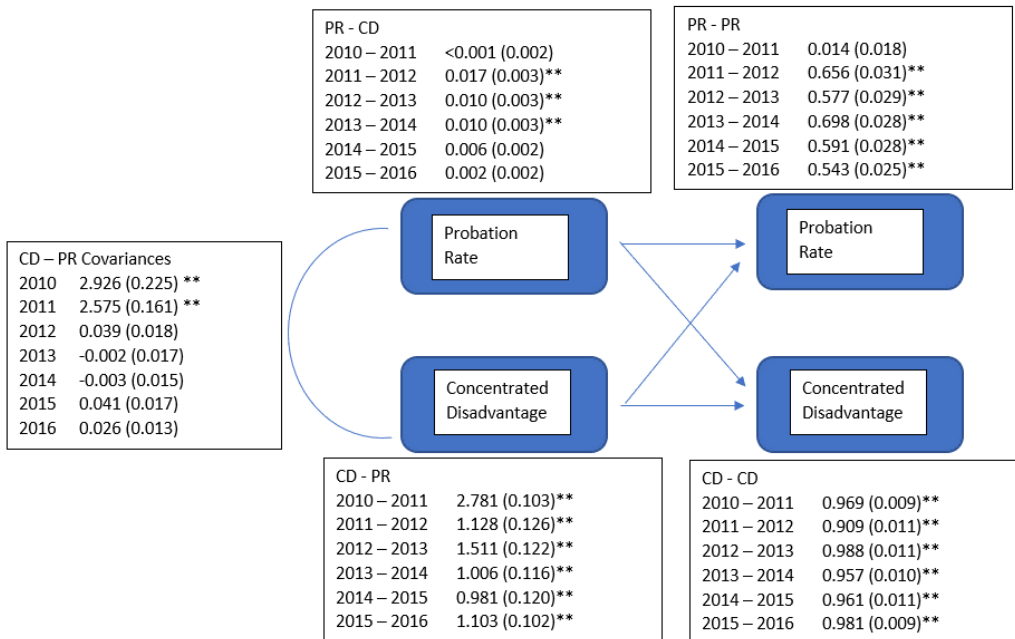 PR - CD
2010 – 2011 <0.001 (0.002)
2011 – 2012 0.017 (0.003)**
2012 – 2013 0.010 (0.003)**
2013 – 2014 0.010 (0.003)**
2014 – 2015 0.006 (0.002)
2015 – 2016 0.002 (0.002)
PR - PR
2010 – 2011 0.014 (0.018)
2011 – 2012 0.656 (0.031)**
2012 – 2013 0.577 (0.029)**
2013 – 2014 0.698 (0.028)**
2014 – 2015 0.591 (0.028)**
2015 – 2016 0.543 (0.025)**
CD – PR Covariances
2010 2.926 (0.225) **
2011 2.575 (0.161) **
2012 0.039 (0.018)
2013 -0.002 (0.017)
2014 -0.003 (0.015)
2015 0.041 (0.017)
2016 0.026 (0.013)
Probation
Rate
Probation
Rate
Concentrated
Disadvantage
Concentrated
Disadvantage
CD - PR
2010 – 2011 2.781 (0.103)**
2011 – 2012 1.128 (0.126)**
2012 – 2013 1.511 (0.122)**
2013 – 2014 1.006 (0.116)**
2014 – 2015 0.981 (0.120)**
2015 – 2016 1.103 (0.102)**
CD - CD
2010 – 2011 0.969 (0.009)**
2011 – 2012 0.909 (0.011)**
2012 – 2013 0.988 (0.011)**
2013 – 2014 0.957 (0.010)**
2014 – 2015 0.961 (0.011)**
2015 – 2016 0.981 (0.009)**